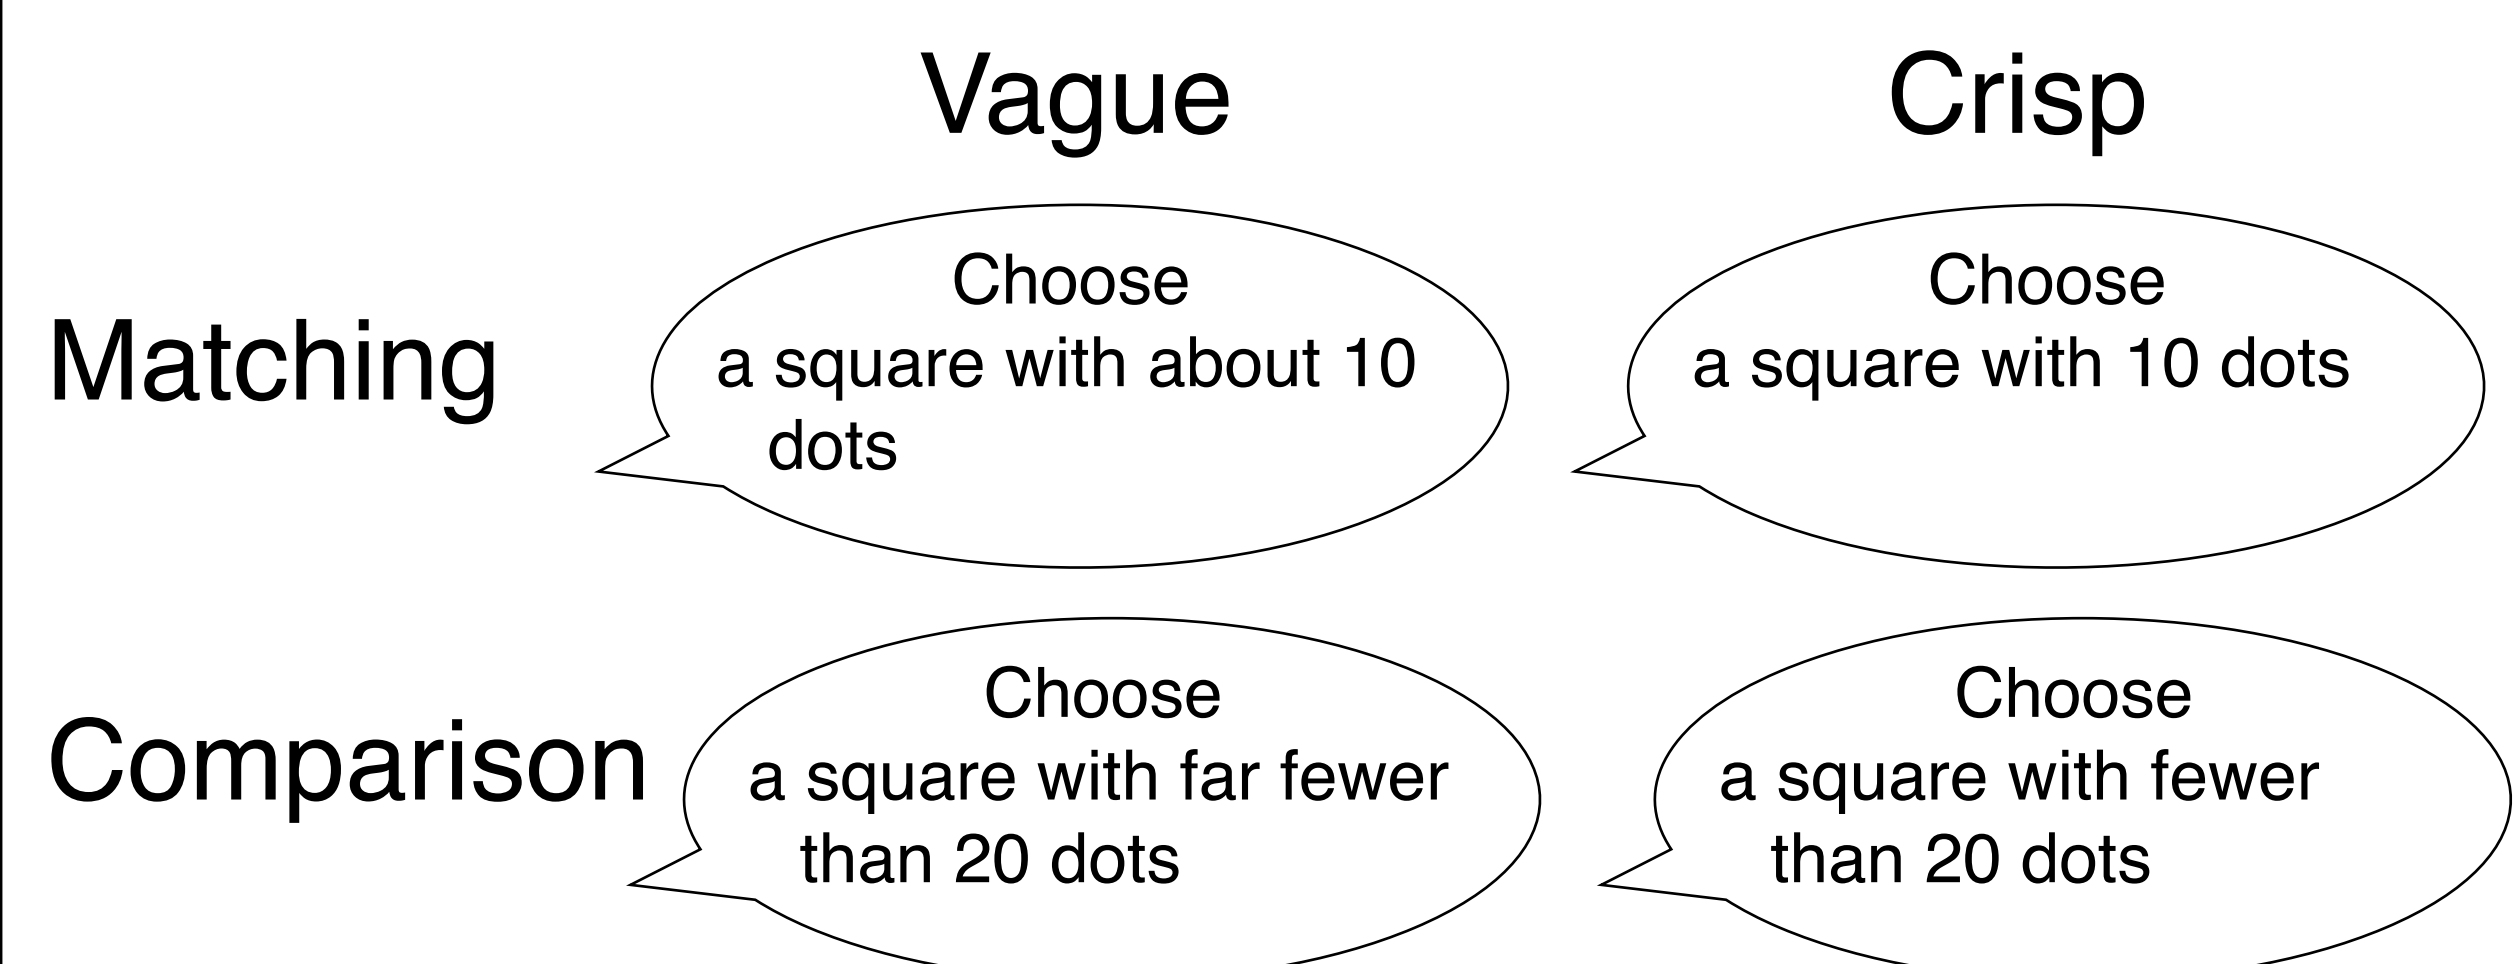 Vague Crisp
Matching
Choose
a square with about 10
dots
Choose
a square with 10 dots
Comparison
Choose
a square with far fewer
than 20 dots
Choose
a square with fewer
than 20 dots